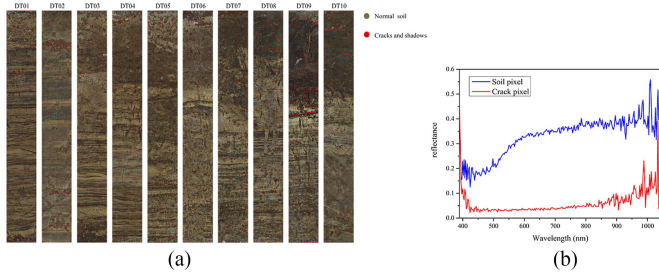 DT01 DT02 DT03 DT04 DT05 DT06 DT07 DT08 DT09 DT10
Normal soil
Cracks and shadows
(a)
0.6
0.5
0.4
0.3
0.2
0.1
0.0
reflectance
Soil pixel
Crack pixel
400 500 600 700 800 900 1000
Wavelength (nm)
(b)